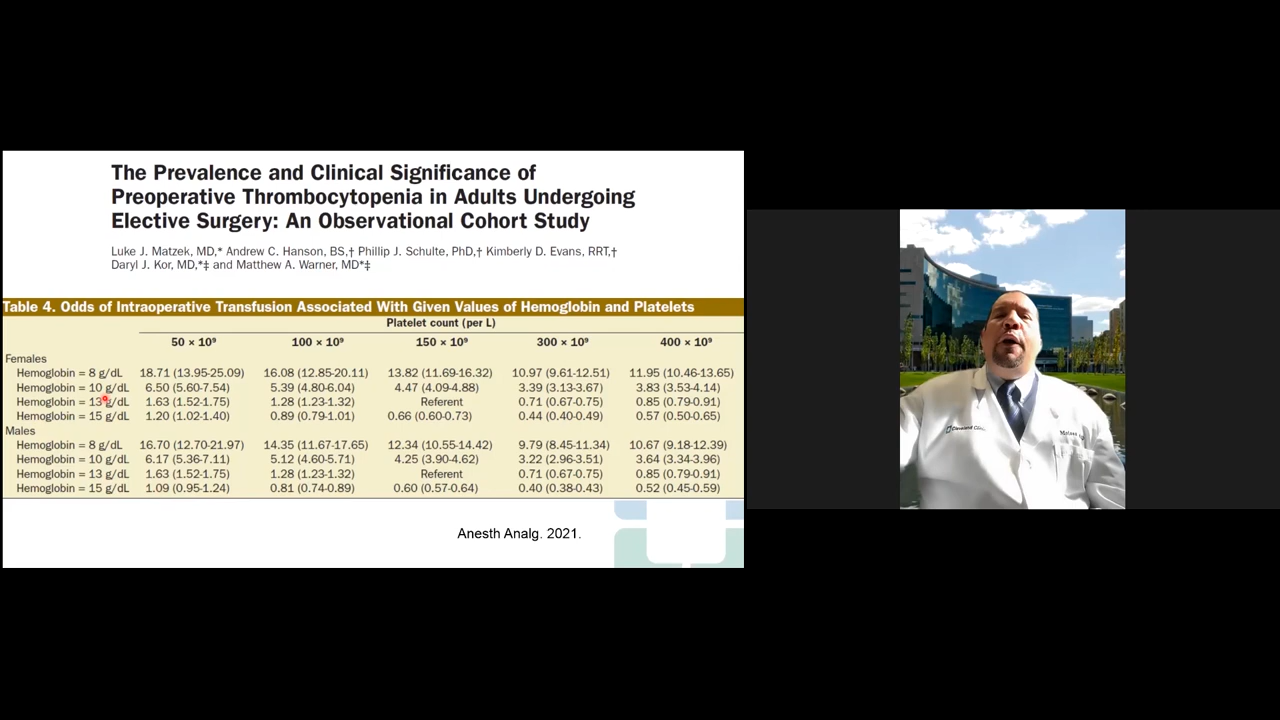 The Prevalence and Clinical Significance of
Preoperative Thrombocytopenia in Adults Undergoing
Elective Surgery: An Observational Cohort Study
Luke J. Matzek, MD,* Andrew C. Hanson, BS,† Phillip J. Schulte, PhD,† Kimberly D. Evans, RRT,†
Daryl J. Kor, MD,*‡ and Matthew A. Warner, MD*‡
Table 4. Odds of Intraoperative Transfusion Associated With Given Values of Hemoglobin and Platelets
Platelet count (per L)
50 × 10⁹ 100 × 10⁹ 150 × 10⁹ 300 × 10⁹ 400 × 10⁹
Females
Hemoglobin = 8 g/dL 18.71 (13.95-25.09) 16.08 (12.85-20.11) 13.82 (11.69-16.32) 10.97 (9.61-12.51) 11.95 (10.46-13.65)
Hemoglobin = 10 g/dL 6.50 (5.60-7.54) 5.39 (4.80-6.04) 4.47 (4.09-4.88) 3.39 (3.13-3.67) 3.83 (3.53-4.14)
Hemoglobin = 13 g/dL 1.63 (1.52-1.75) 1.28 (1.23-1.32) Referent 0.71 (0.67-0.75) 0.85 (0.79-0.91)
Hemoglobin = 15 g/dL 1.20 (1.02-1.40) 0.89 (0.79-1.01) 0.66 (0.60-0.73) 0.44 (0.40-0.49) 0.57 (0.50-0.65)
Males
Hemoglobin = 8 g/dL 16.70 (12.70-21.97) 14.35 (11.67-17.65) 12.34 (10.55-14.42) 9.79 (8.45-11.34) 10.67 (9.18-12.39)
Hemoglobin = 10 g/dL 6.17 (5.36-7.11) 5.12 (4.60-5.71) 4.25 (3.90-4.62) 3.22 (2.96-3.51) 3.64 (3.34-3.96)
Hemoglobin = 13 g/dL 1.63 (1.52-1.75) 1.28 (1.23-1.32) Referent 0.71 (0.67-0.75) 0.85 (0.79-0.91)
Hemoglobin = 15 g/dL 1.09 (0.95-1.24) 0.81 (0.74-0.89) 0.60 (0.57-0.64) 0.40 (0.38-0.43) 0.52 (0.45-0.59)
Anesth Analg. 2021.